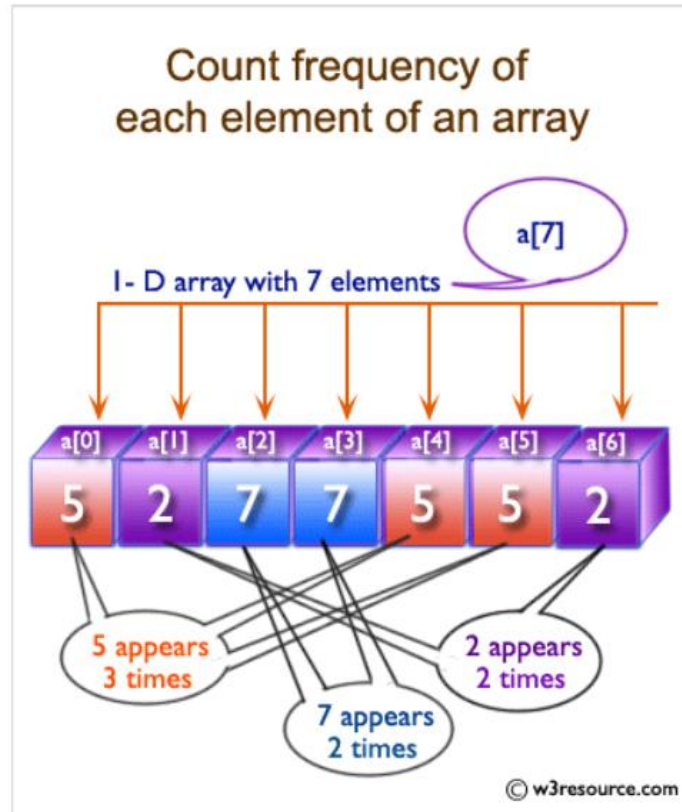 Count frequency of
each element of an array
a[7]
1- D array with 7 elements
a[0] a[1] a[2] a[3] a[4] a[5] a[6]
5 2 7 7 5 5 2
5 appears
3 times
2 appears
2 times
7 appears
2 times
© w3resource.com